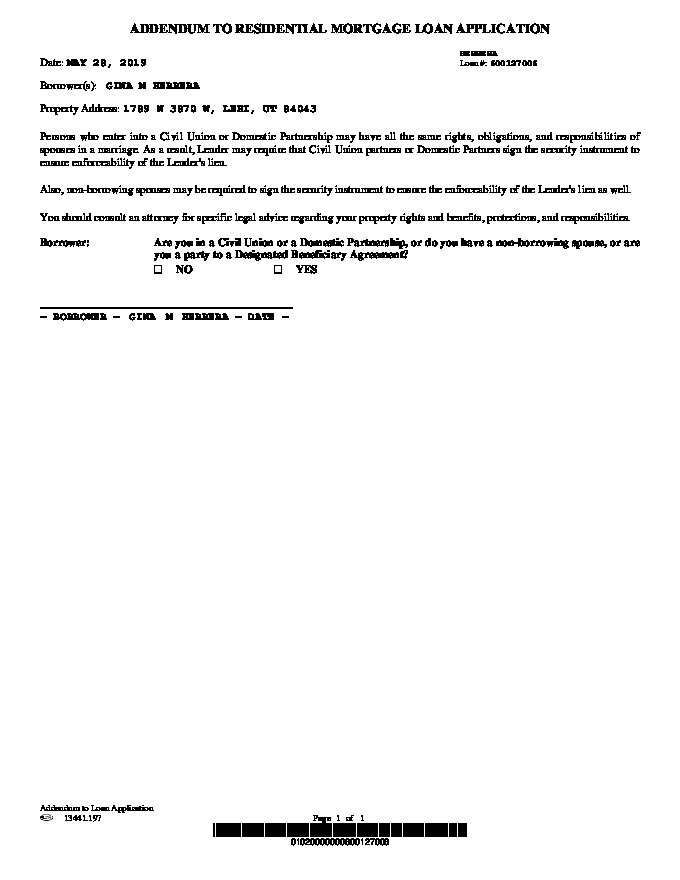 ADDENDUM TO RESIDENTIAL MORTGAGE LOAN APPLICATION
HERRERA
Date: MAY 28, 2019 Loan #: 600127006
Borrower(s): GINA M HERRERA
Property Address: 1789 N 3870 W, LEHI, UT 84043
Persons who enter into a Civil Union or Domestic Partnership may have all the same rights, obligations, and responsibilities of
spouses in a marriage. As a result, Lender may require that Civil Union partners or Domestic Partners sign the security instrument to
ensure enforceability of the Lender's lien.
Also, non-borrowing spouses may be required to sign the security instrument to ensure the enforceability of the Lender's lien as well.
You should consult an attorney for specific legal advice regarding your property rights and benefits, protections, and responsibilities.
Borrower: Are you in a Civil Union or a Domestic Partnership, or do you have a non-borrowing spouse, or are
you a party to a Designated Beneficiary Agreement?
☐ NO ☐ YES
- BORROWER - GINA M HERRERA - DATE -
Addendum to Loan Application
13441.197 Page 1 of 1